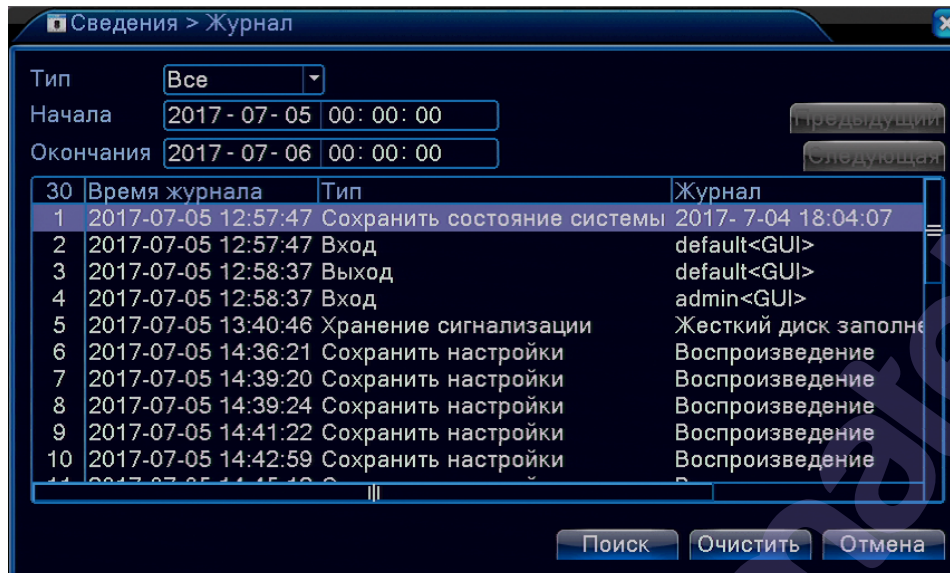 Сведения > Журнал
Тип Все
Начала 2017 - 07- 05 00: 00: 00
Предыдущий
Окончания 2017 - 07- 06 00: 00: 00
Следующая
30 Время журнала Тип Журнал
1 2017-07-05 12:57:47 Сохранить состояние системы 2017- 7-04 18:04:07
2 2017-07-05 12:57:47 Вход default<GUI>
3 2017-07-05 12:58:37 Выход default<GUI>
4 2017-07-05 12:58:37 Вход admin<GUI>
5 2017-07-05 13:40:46 Хранение сигнализации Жесткий диск заполне
6 2017-07-05 14:36:21 Сохранить настройки Воспроизведение
7 2017-07-05 14:39:20 Сохранить настройки Воспроизведение
8 2017-07-05 14:39:24 Сохранить настройки Воспроизведение
9 2017-07-05 14:41:22 Сохранить настройки Воспроизведение
10 2017-07-05 14:42:59 Сохранить настройки Воспроизведение
Поиск Очистить Отмена